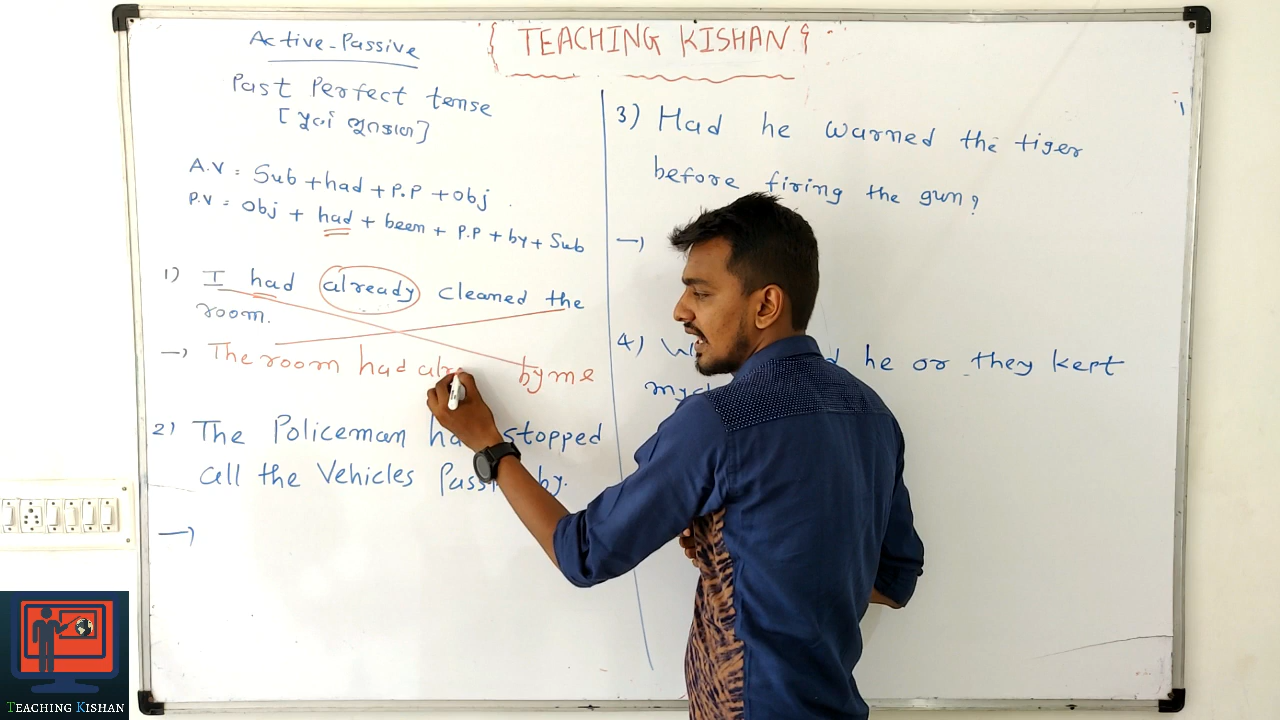 { TEACHING KISHAN }
Active-Passive
Past Perfect tense
[પુર્ણ ભુતકાળ]
A.V = Sub + had + P.P + obj.
P.V = obj + had + been + P.P + by + Sub
1) I had already cleaned the
room.
→ The room had alre by me
2) The Policeman ha stopped
all the Vehicles Pass by.
→
3) Had he warned the tiger
before firing the gun?
→
4) he or they kept
TEACHING KISHAN